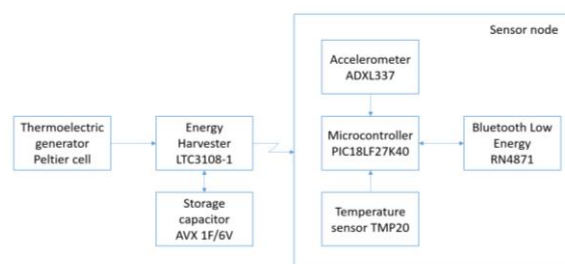 Sensor node
Accelerometer
ADXL337
Thermoelectric
generator
Peltier cell
Energy
Harvester
LTC3108-1
Microcontroller
PIC18LF27K40
Bluetooth Low
Energy
RN4871
Storage
capacitor
AVX 1F/6V
Temperature
sensor TMP20